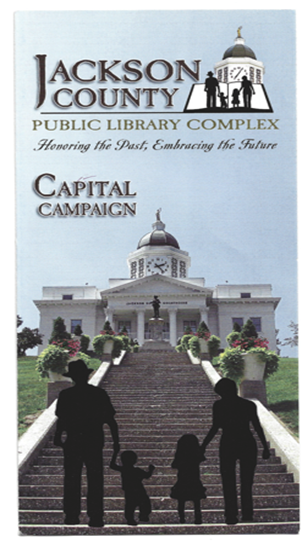 JACKSON
COUNTY
PUBLIC LIBRARY COMPLEX
Honoring the Past, Embracing the Future
CAPITAL
CAMPAIGN